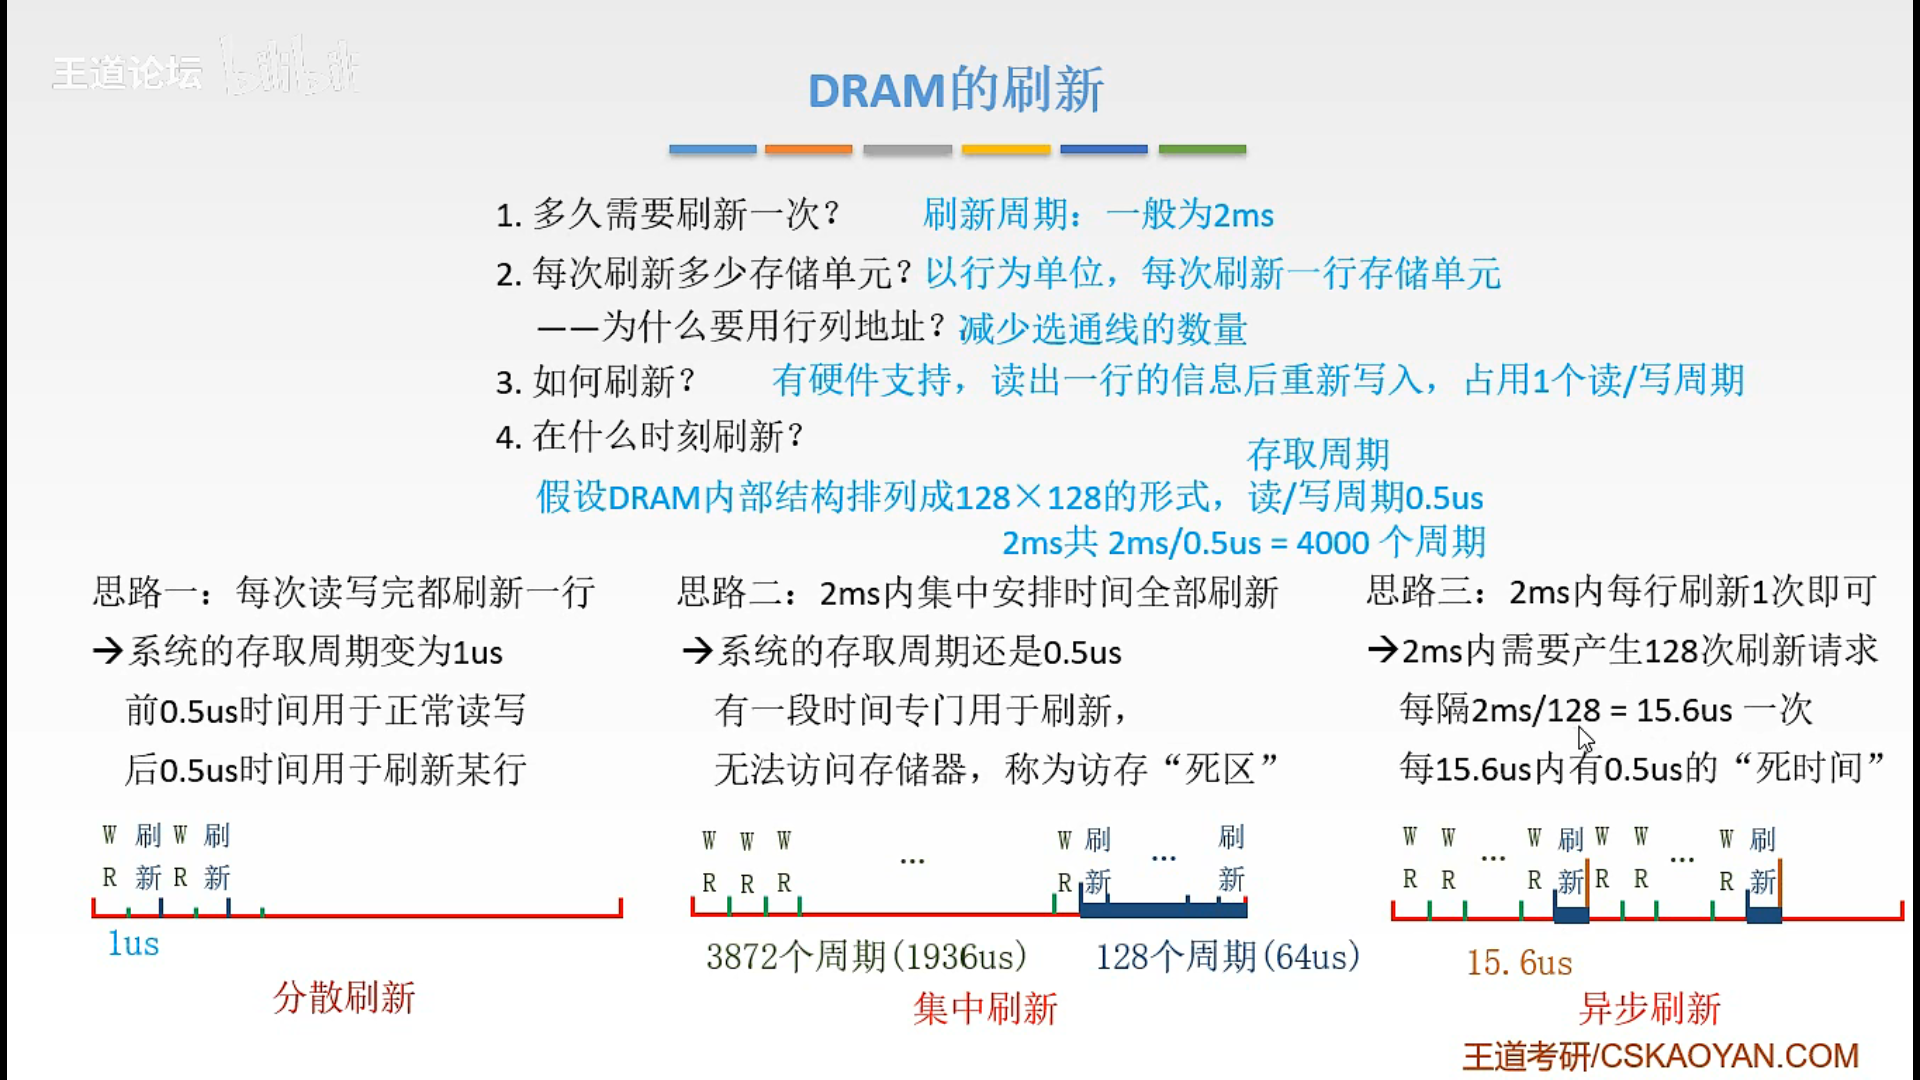 王道论坛 bilibili
DRAM的刷新
1. 多久需要刷新一次？ 刷新周期：一般为2ms
2. 每次刷新多少存储单元？以行为单位，每次刷新一行存储单元
——为什么要用行列地址？减少选通线的数量
3. 如何刷新？ 有硬件支持，读出一行的信息后重新写入，占用1个读/写周期
4. 在什么时刻刷新？
存取周期
假设DRAM内部结构排列成128×128的形式，读/写周期0.5us
2ms共 2ms/0.5us = 4000 个周期
思路一：每次读写完都刷新一行
→系统的存取周期变为1us
前0.5us时间用于正常读写
后0.5us时间用于刷新某行
W 刷 W 刷
R 新 R 新
1us
分散刷新
思路二：2ms内集中安排时间全部刷新
→系统的存取周期还是0.5us
有一段时间专门用于刷新，
无法访问存储器，称为访存“死区”
W W W ... W 刷 ... 刷
R R R R 新 新
3872个周期(1936us) 128个周期(64us)
集中刷新
思路三：2ms内每行刷新1次即可
→2ms内需要产生128次刷新请求
每隔2ms/128 = 15.6us 一次
每15.6us内有0.5us的“死时间”
W W ... W 刷 W W ... W 刷
R R R 新 R R R 新
15.6us
异步刷新
王道考研/CSKAOYAN.COM